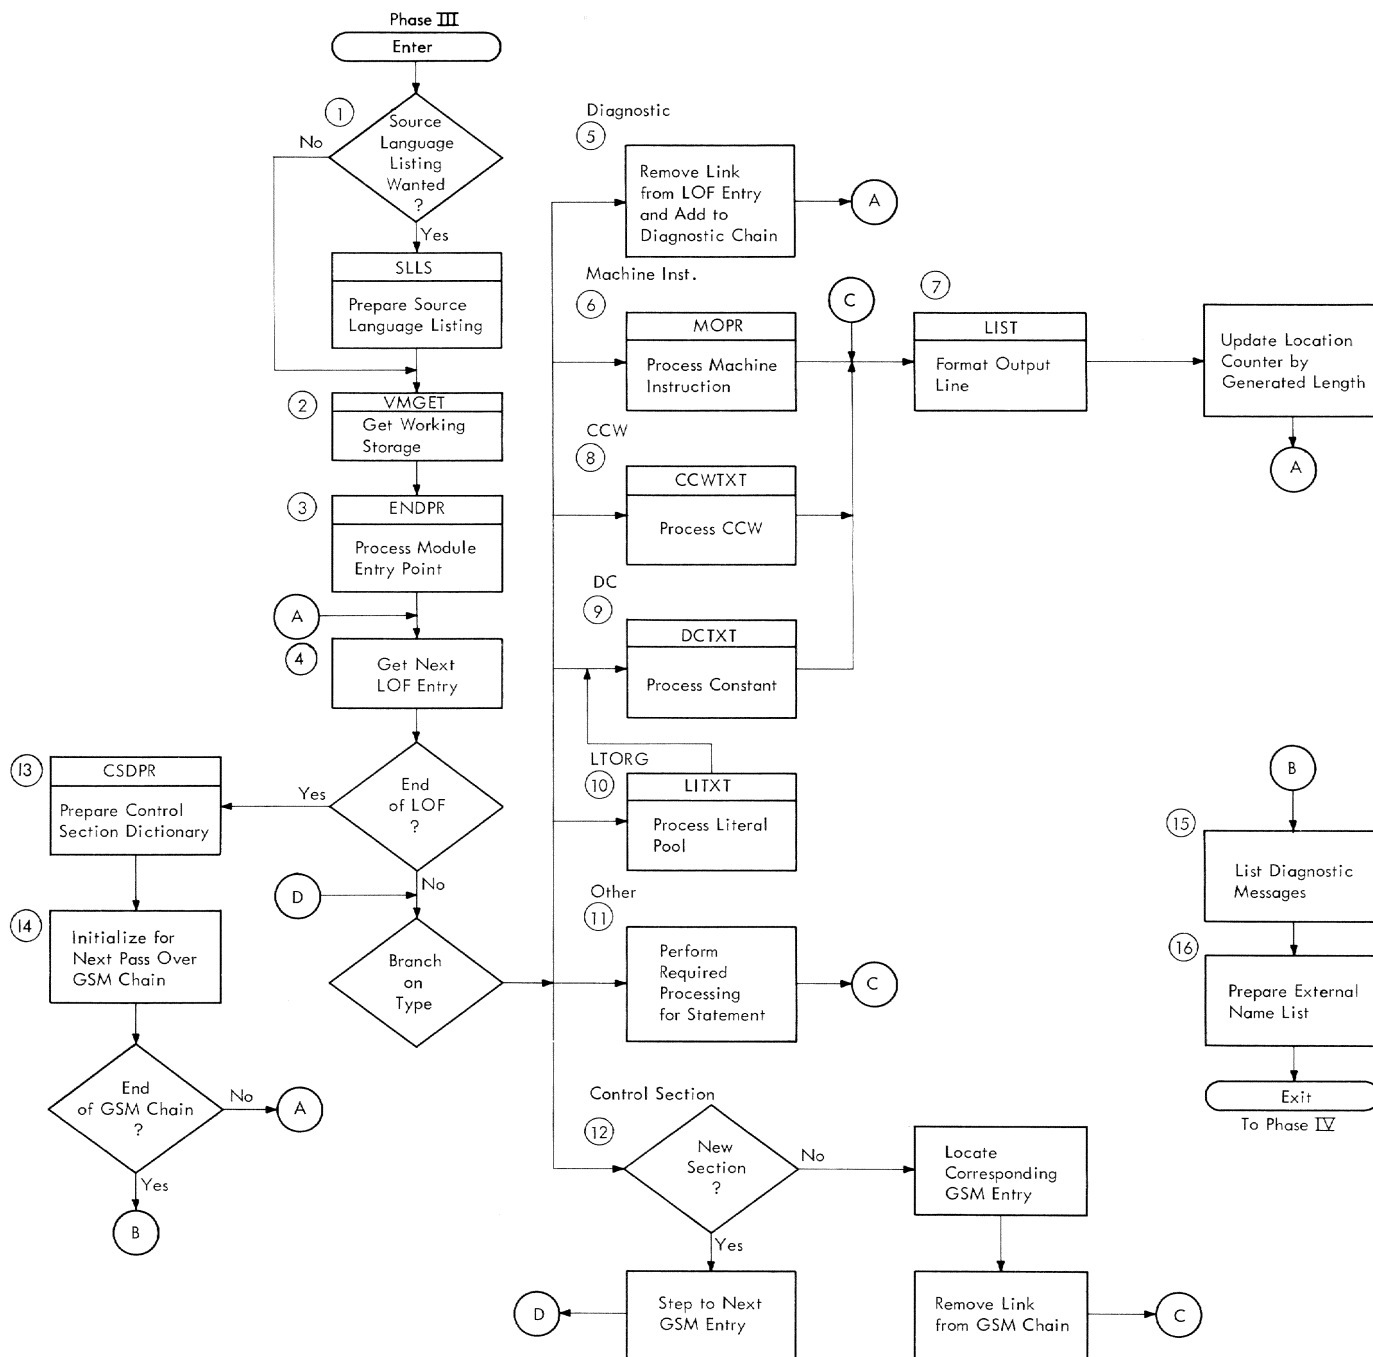 Phase III
Enter
1
Source
Language
Listing
Wanted
?
No
Yes
SLLS
Prepare Source
Language Listing
2
VMGET
Get Working
Storage
3
ENDPR
Process Module
Entry Point
A
4
Get Next
LOF Entry
End
of LOF
?
Yes
No
13
CSDPR
Prepare Control
Section Dictionary
14
Initialize for
Next Pass Over
GSM Chain
End
of GSM Chain
?
No
A
Yes
B
D
Branch
on
Type
Diagnostic
5
Remove Link
from LOF Entry
and Add to
Diagnostic Chain
A
Machine Inst.
6
MOPR
Process Machine
Instruction
C
7
LIST
Format Output
Line
Update Location
Counter by
Generated Length
A
CCW
8
CCWTXT
Process CCW
DC
9
DCTXT
Process Constant
LTORG
10
LITXT
Process Literal
Pool
Other
11
Perform
Required
Processing
for Statement
C
Control Section
12
New
Section
?
No
Locate
Corresponding
GSM Entry
Yes
Step to Next
GSM Entry
D
Remove Link
from GSM Chain
C
B
15
List Diagnostic
Messages
16
Prepare External
Name List
Exit
To Phase IV